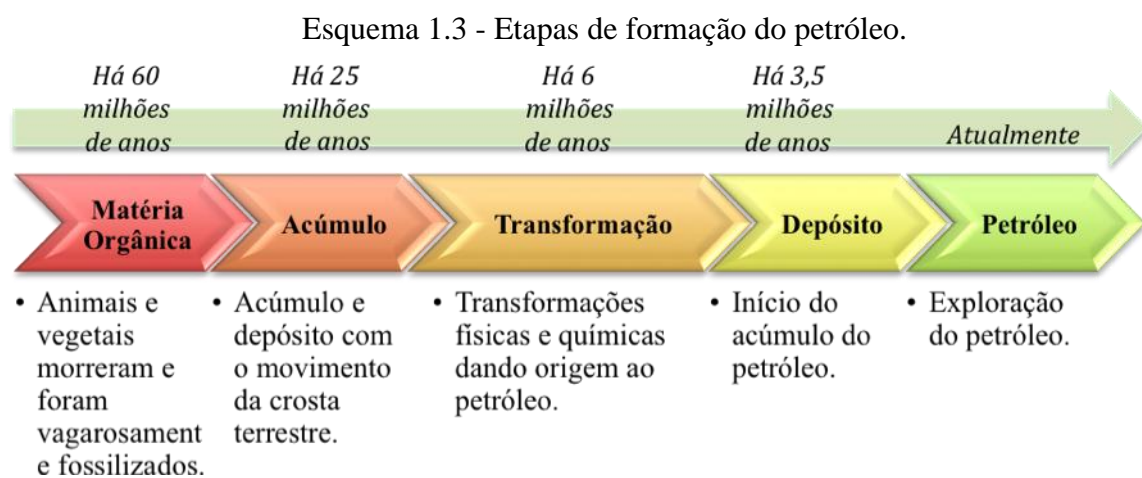 Esquema 1.3 - Etapas de formação do petróleo.
Há 60
milhões
de anos
Há 25
milhões
de anos
Há 6
milhões
de anos
Há 3,5
milhões
de anos
Atualmente
Matéria
Orgânica
Acúmulo
Transformação
Depósito
Petróleo
• Animais e
vegetais
morreram e
foram
vagarosament
e fossilizados.
• Acúmulo e
depósito com
o movimento
da crosta
terrestre.
• Transformações
físicas e químicas
dando origem ao
petróleo.
• Início do
acúmulo do
petróleo.
• Exploração
do petróleo.